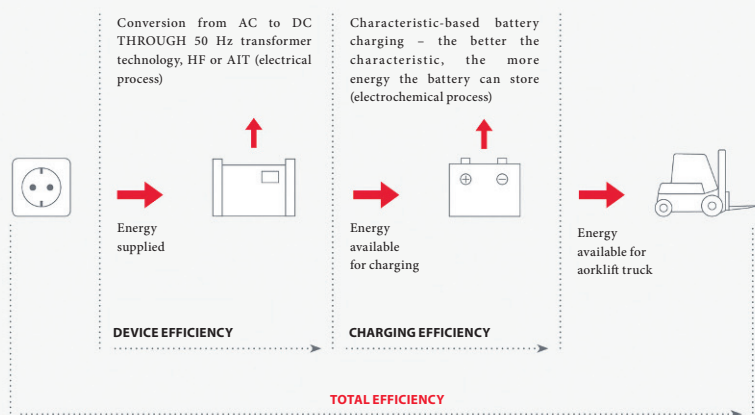 Conversion from AC to DC
THROUGH 50 Hz transformer
technology, HF or AIT (electrical
process)
Characteristic-based battery
charging – the better the
characteristic, the more
energy the battery can store
(electrochemical process)
Energy
supplied
Energy
available
for charging
Energy
available for
aorklift truck
DEVICE EFFICIENCY
CHARGING EFFICIENCY
TOTAL EFFICIENCY